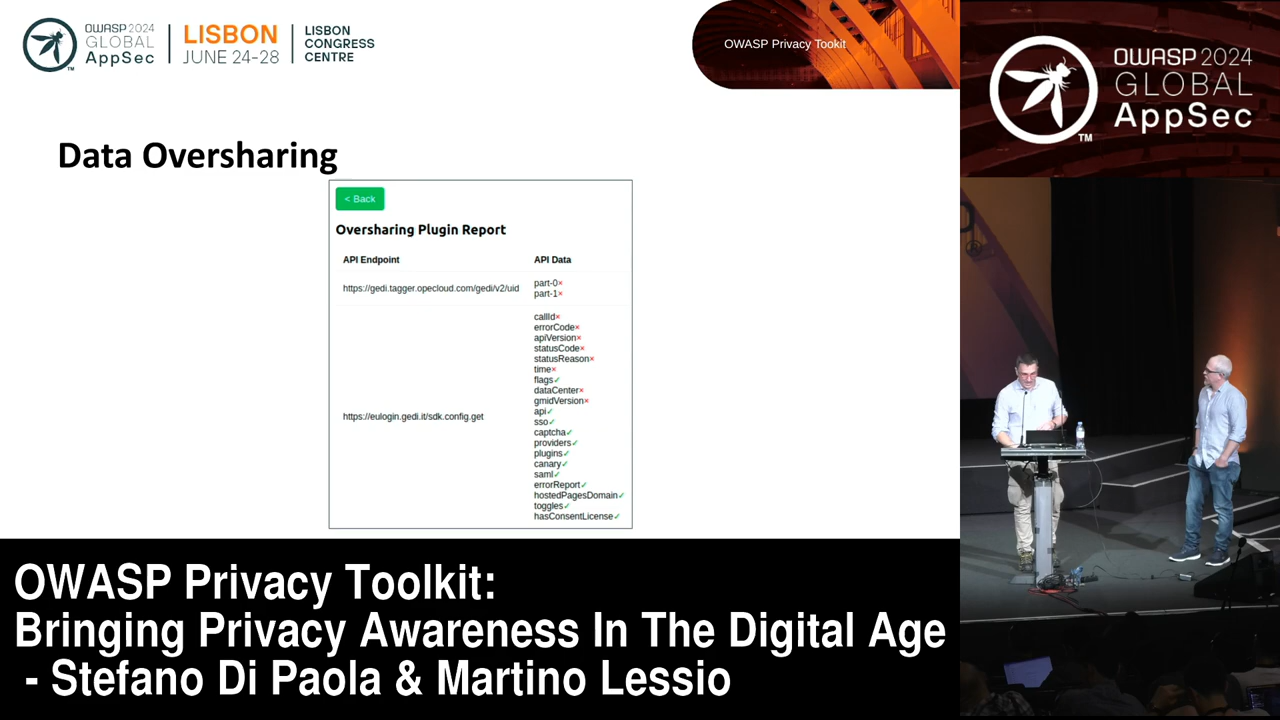 OWASP 2024
GLOBAL
AppSec
LISBON
JUNE 24-28
LISBON
CONGRESS
CENTRE
OWASP Privacy Tookit
OWASP 2024
GLOBAL
AppSec
TM
Data Oversharing
< Back
Oversharing Plugin Report
API Endpoint API Data
https://gedi.tagger.opecloud.com/gedi/v2/uid
part-0×
part-1×
https://eulogin.gedi.it/sdk.config.get
callId×
errorCode×
apiVersion×
statusCode×
statusReason×
time×
flags✓
dataCenter×
gmidVersion×
api✓
sso✓
captcha✓
providers✓
plugins✓
canary✓
saml✓
errorReport✓
hostedPagesDomain✓
toggles✓
hasConsentLicense✓
OWASP Privacy Toolkit:
Bringing Privacy Awareness In The Digital Age
- Stefano Di Paola & Martino Lessio